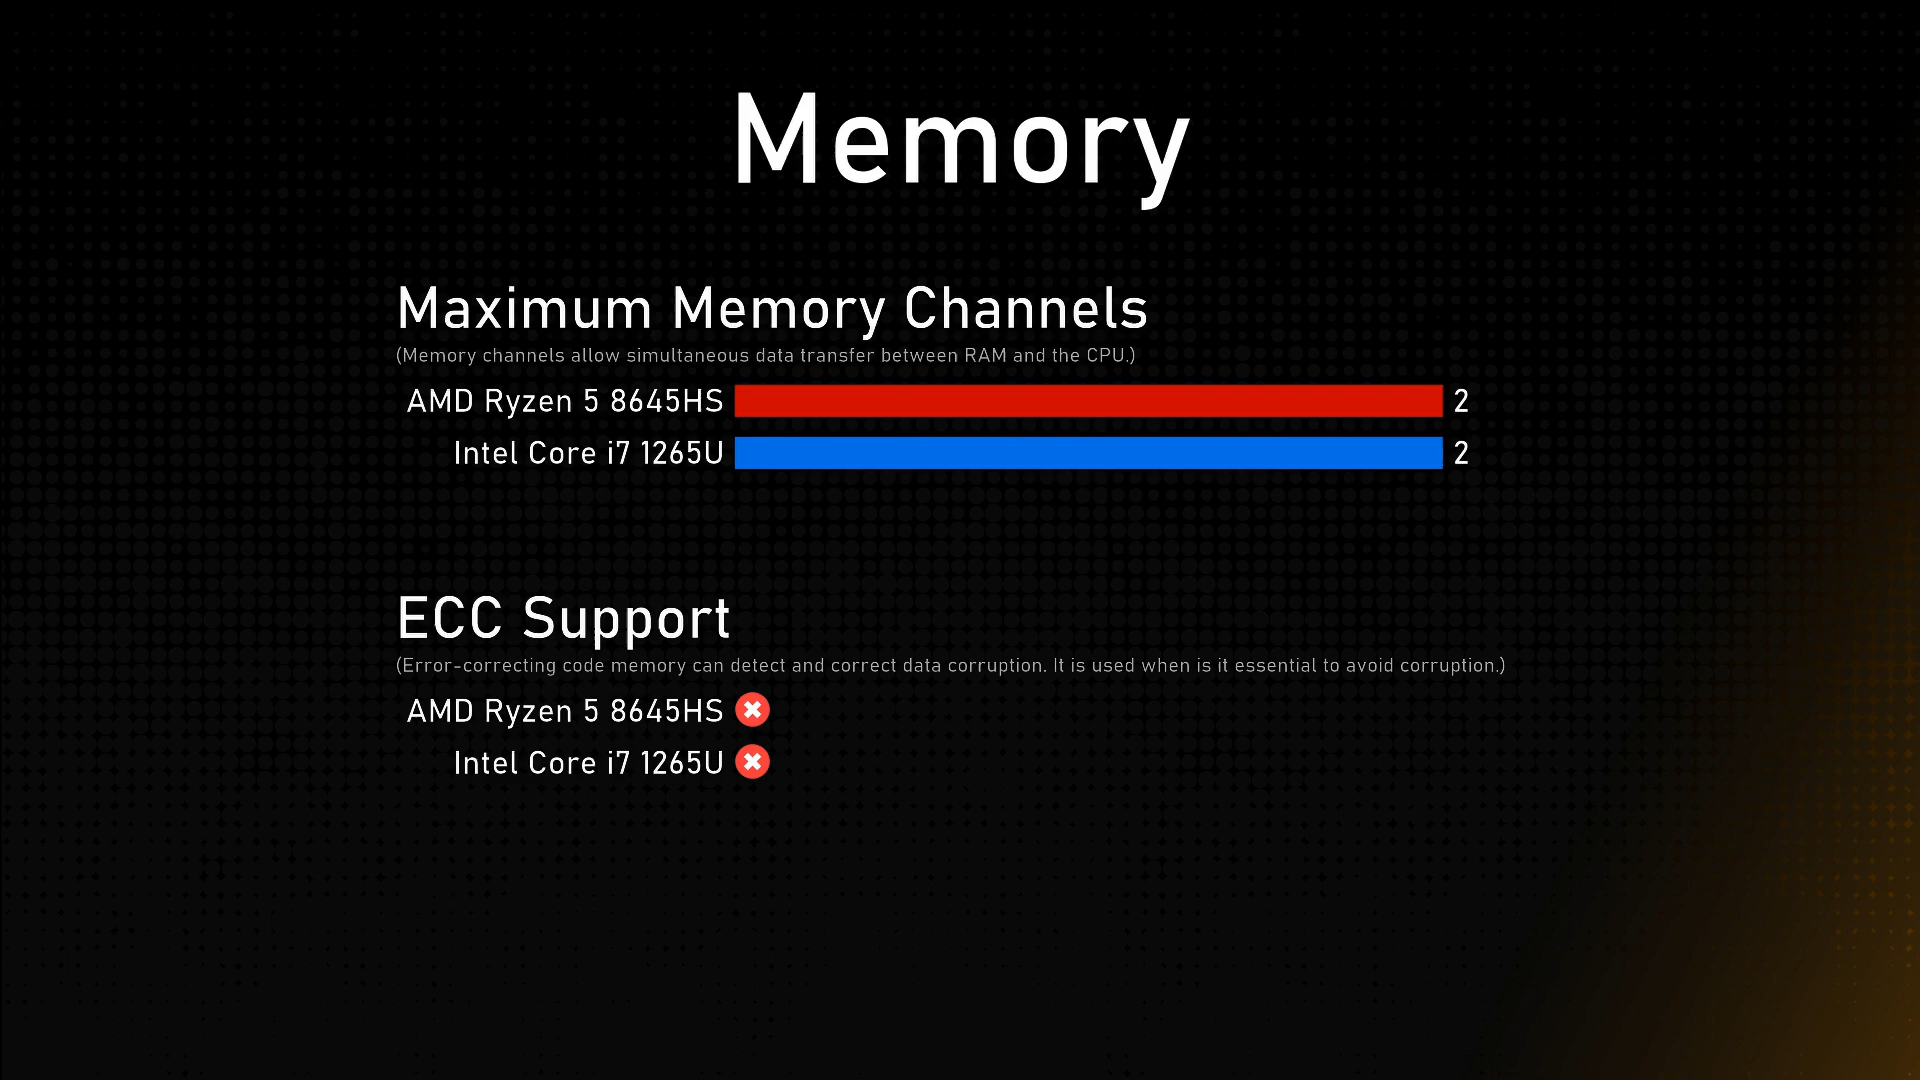 Memory
Maximum Memory Channels
(Memory channels allow simultaneous data transfer between RAM and the CPU.)
AMD Ryzen 5 8645HS 2
Intel Core i7 1265U 2
ECC Support
(Error-correcting code memory can detect and correct data corruption. It is used when is it essential to avoid corruption.)
AMD Ryzen 5 8645HS
Intel Core i7 1265U